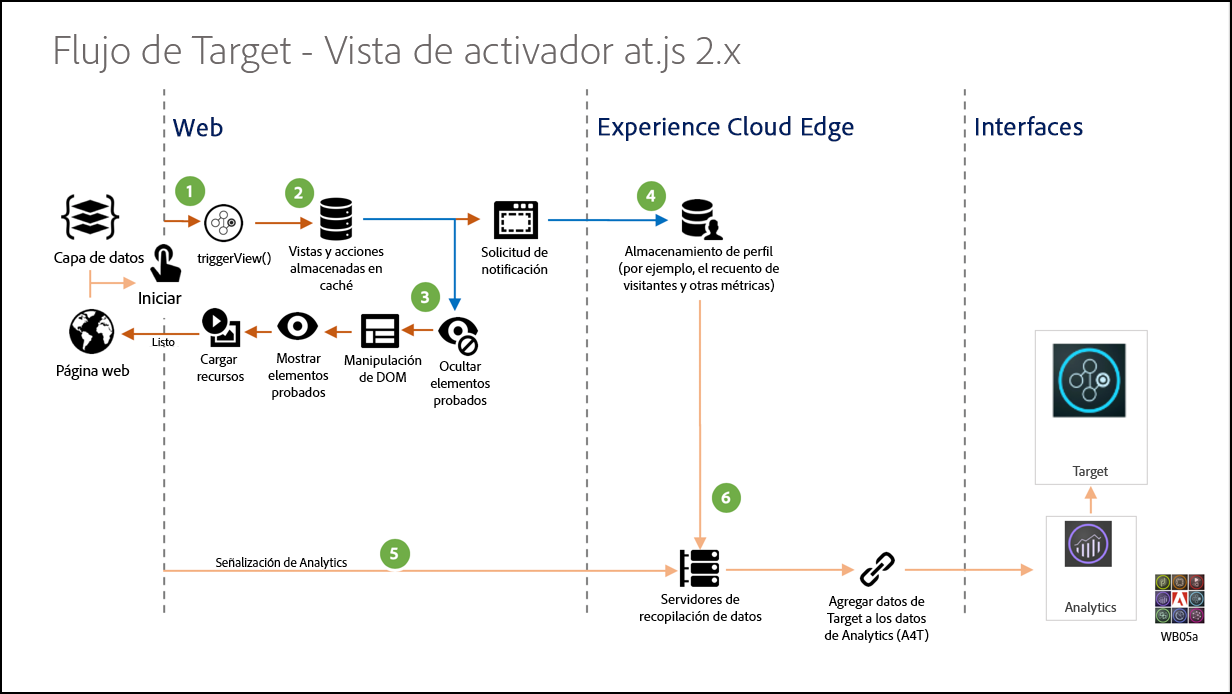 Flujo de Target - Vista de activador at.js 2.x
Web
Experience Cloud Edge
Interfaces
1
2
4
Capa de datos
triggerView()
Vistas y acciones
almacenadas en
caché
Solicitud de
notificación
Almacenamiento de perfil
(por ejemplo, el recuento de
visitantes y otras métricas)
Iniciar
3
Página web
Listo
Cargar
recursos
Mostrar
elementos
probados
Manipulación
de DOM
Ocultar
elementos
probados
Target
6
Señalización de Analytics
5
Servidores de
recopilación de datos
Agregar datos de
Target a los datos
de Analytics (A4T)
Analytics
WB05a